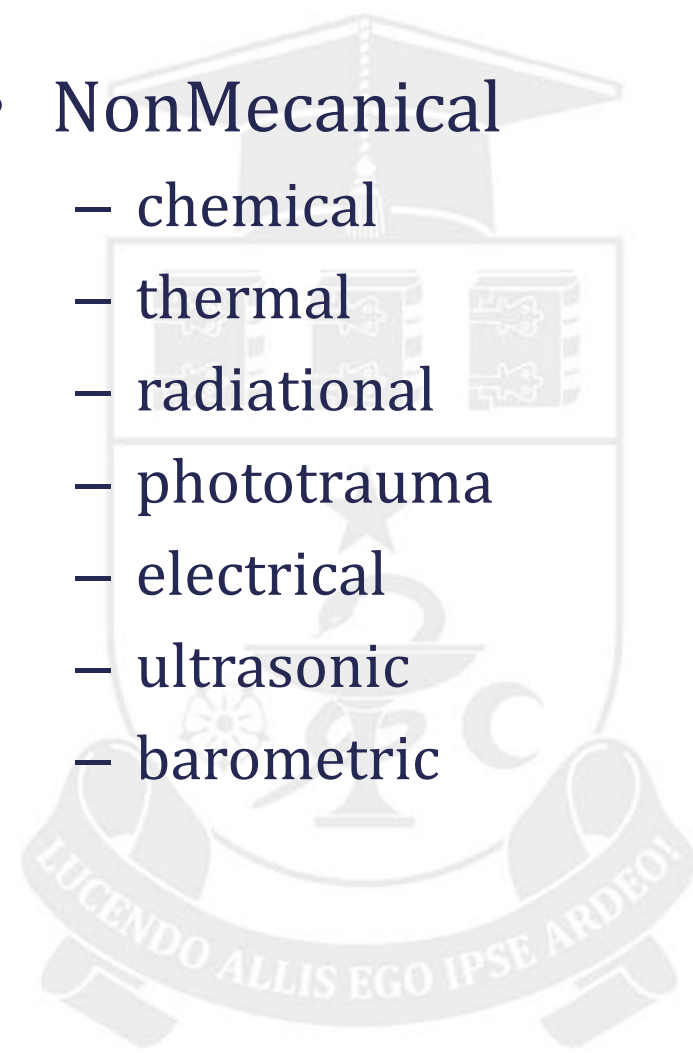 • NonMecanical
– chemical
– thermal
– radiational
– phototrauma
– electrical
– ultrasonic
– barometric
LUCENDO ALLIS EGO IPSE ARDEO!